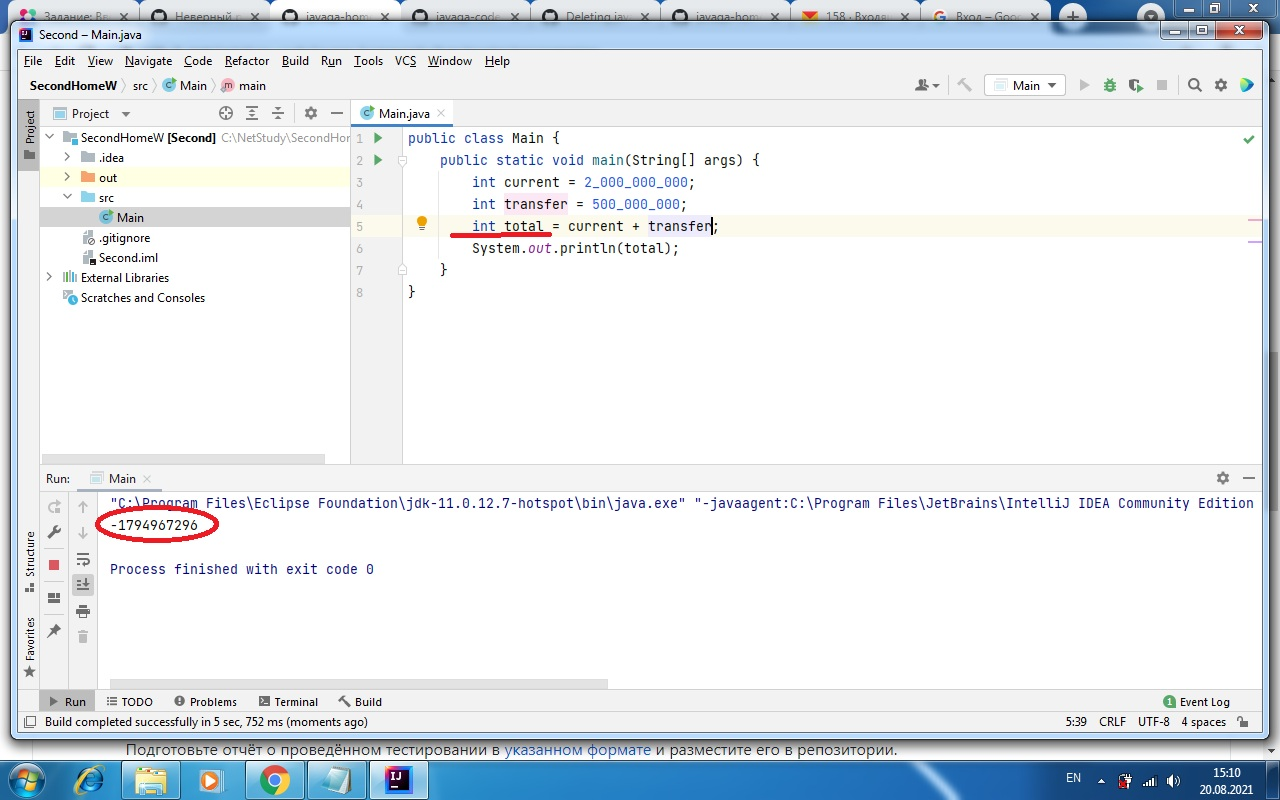 Задание: Вв
Неверный
javaqa-hom
javaqa-code
Deleting java
javaqa-hom
158 · Входящ
Вход – Goo
Second – Main.java
File Edit View Navigate Code Refactor Build Run Tools VCS Window Help
SecondHomeW src Main main
Main
Project
Project
Main.java
SecondHomeW [Second] C:\NetStudy\SecondHor
.idea
out
src
Main
.gitignore
Second.iml
External Libraries
Scratches and Consoles
1 public class Main {
2 public static void main(String[] args) {
3 int current = 2_000_000_000;
4 int transfer = 500_000_000;
5 int total = current + transfer;
6 System.out.println(total);
7 }
8 }
Run: Main
"C:\Program Files\Eclipse Foundation\jdk-11.0.12.7-hotspot\bin\java.exe" "-javaagent:C:\Program Files\JetBrains\IntelliJ IDEA Community Edition
-1794967296
Process finished with exit code 0
Structure
Favorites
Run TODO Problems Terminal Build 1 Event Log
Build completed successfully in 5 sec, 752 ms (moments ago) 5:39 CRLF UTF-8 4 spaces
Подготовьте отчёт о проведённом тестировании в указанном формате и разместите его в репозитории.
EN
15:10
20.08.2021